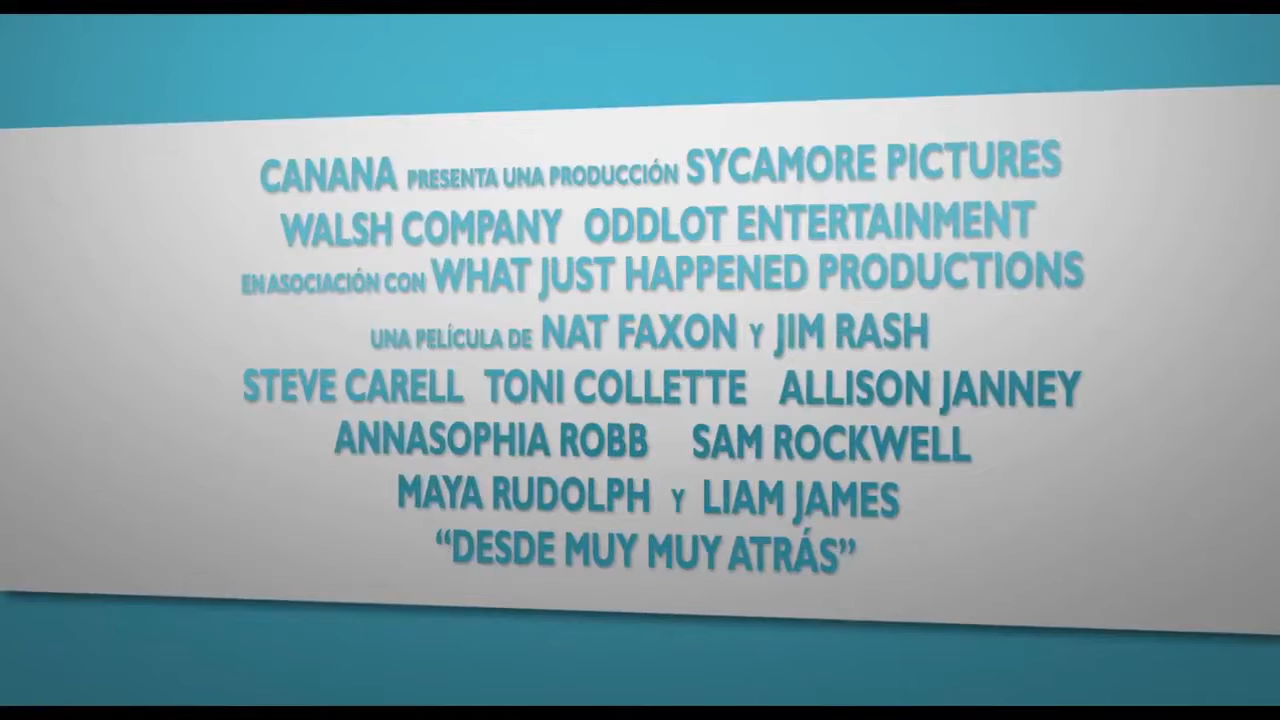 CANANA PRESENTA UNA PRODUCCIÓN SYCAMORE PICTURES
WALSH COMPANY ODDLOT ENTERTAINMENT
EN ASOCIACIÓN CON WHAT JUST HAPPENED PRODUCTIONS
UNA PELÍCULA DE NAT FAXON Y JIM RASH
STEVE CARELL TONI COLLETTE ALLISON JANNEY
ANNASOPHIA ROBB SAM ROCKWELL
MAYA RUDOLPH Y LIAM JAMES
“DESDE MUY MUY ATRÁS”